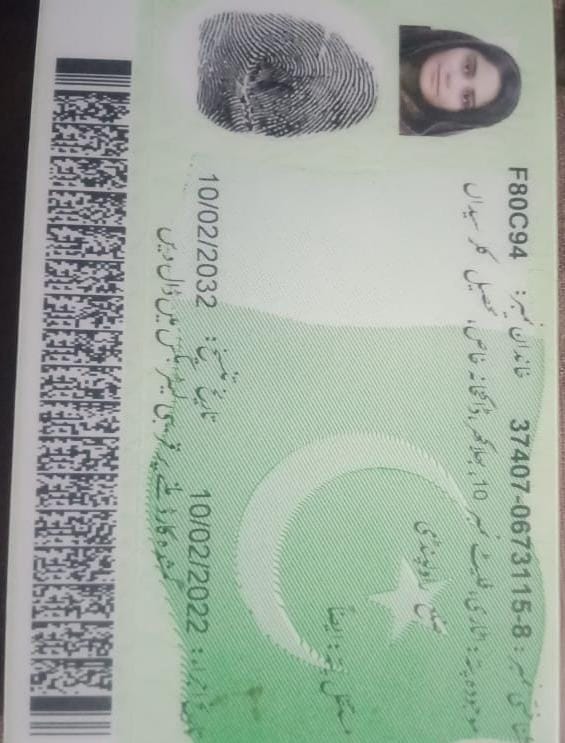 شناختی نمبر: 37407-0673115-8 خاندان نمبر: F80C94
موجودہ پتہ: اٹاری، فلیٹ نمبر 10، بھلاکھر، ڈاکخانہ خاص، تحصیل کلر سیداں
ضلع راولپنڈی
مستقل پتہ: ایضاً
تاریخ اجراء: 10/02/2022 تاریخ تنسیخ: 10/02/2032
گمشدہ کارڈ ملنے پر قریبی لیٹر بکس میں ڈال دیں